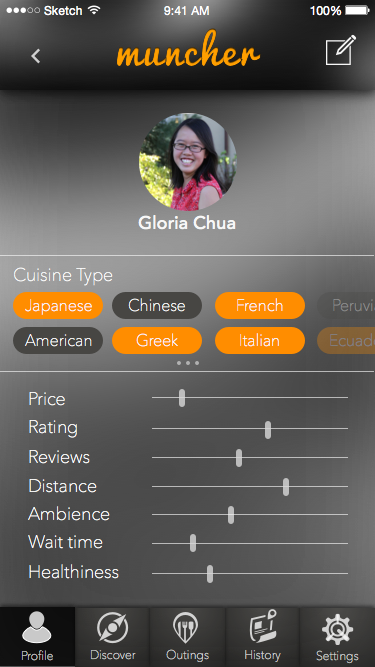 Sketch 9:41 AM 100%
muncher
Gloria Chua
Cuisine Type
Japanese Chinese French Peruvi
American Greek Italian Ecuad
Price
Rating
Reviews
Distance
Ambience
Wait time
Healthiness
Profile Discover Outings History Settings